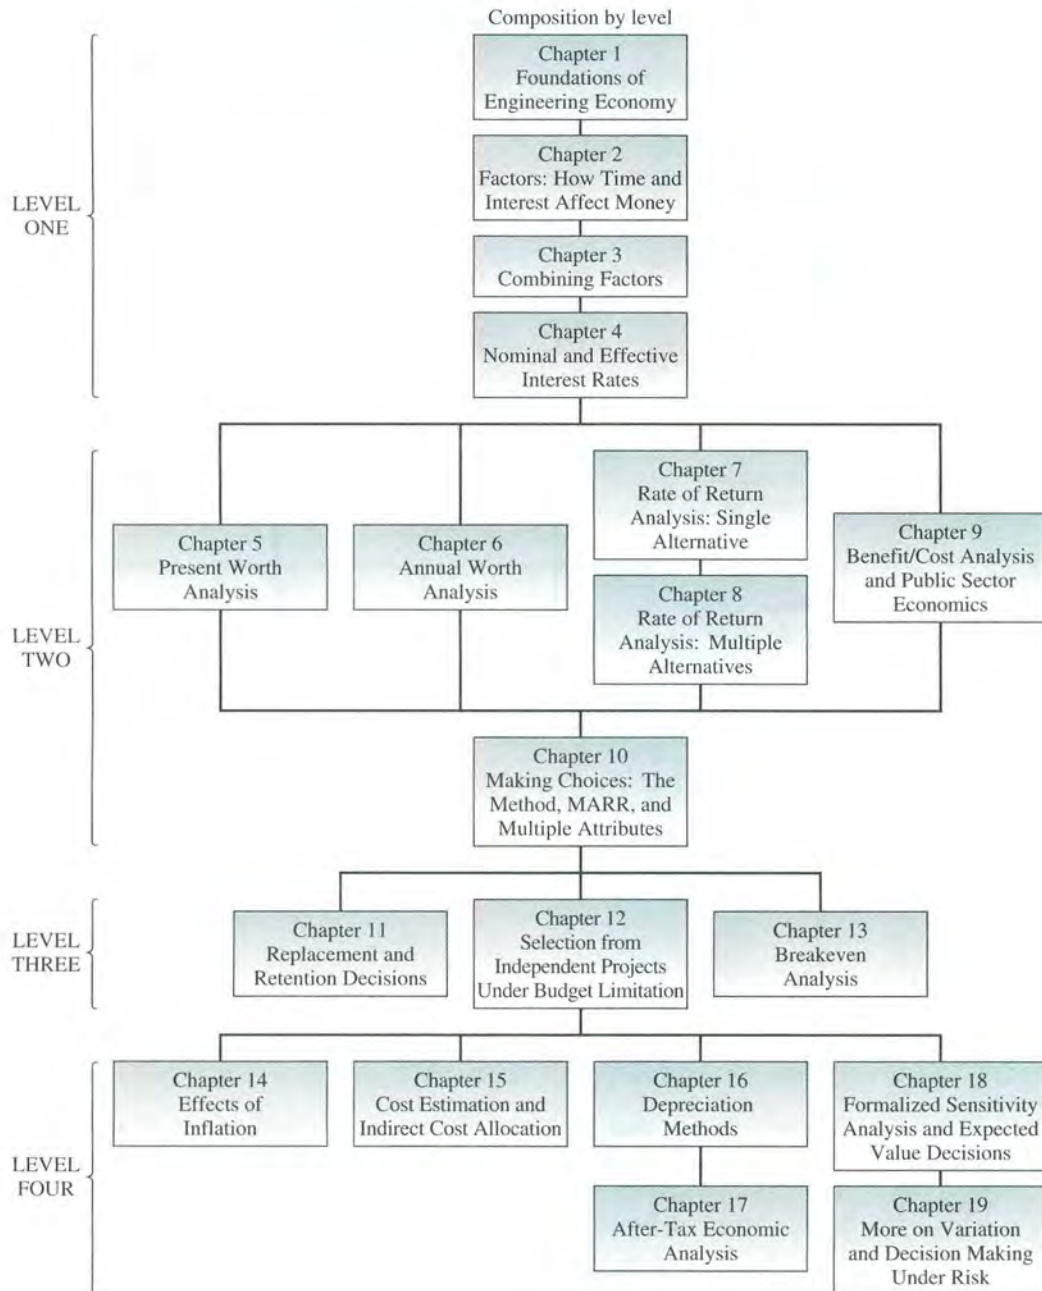 Composition by level
Chapter 1
Foundations of
Engineering Economy
Chapter 2
Factors: How Time and
Interest Affect Money
LEVEL
ONE
Chapter 3
Combining Factors
Chapter 4
Nominal and Effective
Interest Rates
LEVEL
TWO
Chapter 5
Present Worth
Analysis
Chapter 6
Annual Worth
Analysis
Chapter 7
Rate of Return
Analysis: Single
Alternative
Chapter 8
Rate of Return
Analysis: Multiple
Alternatives
Chapter 9
Benefit/Cost Analysis
and Public Sector
Economics
Chapter 10
Making Choices: The
Method, MARR, and
Multiple Attributes
LEVEL
THREE
Chapter 11
Replacement and
Retention Decisions
Chapter 12
Selection from
Independent Projects
Under Budget Limitation
Chapter 13
Breakeven
Analysis
LEVEL
FOUR
Chapter 14
Effects of
Inflation
Chapter 15
Cost Estimation and
Indirect Cost Allocation
Chapter 16
Depreciation
Methods
Chapter 17
After-Tax Economic
Analysis
Chapter 18
Formalized Sensitivity
Analysis and Expected
Value Decisions
Chapter 19
More on Variation
and Decision Making
Under Risk